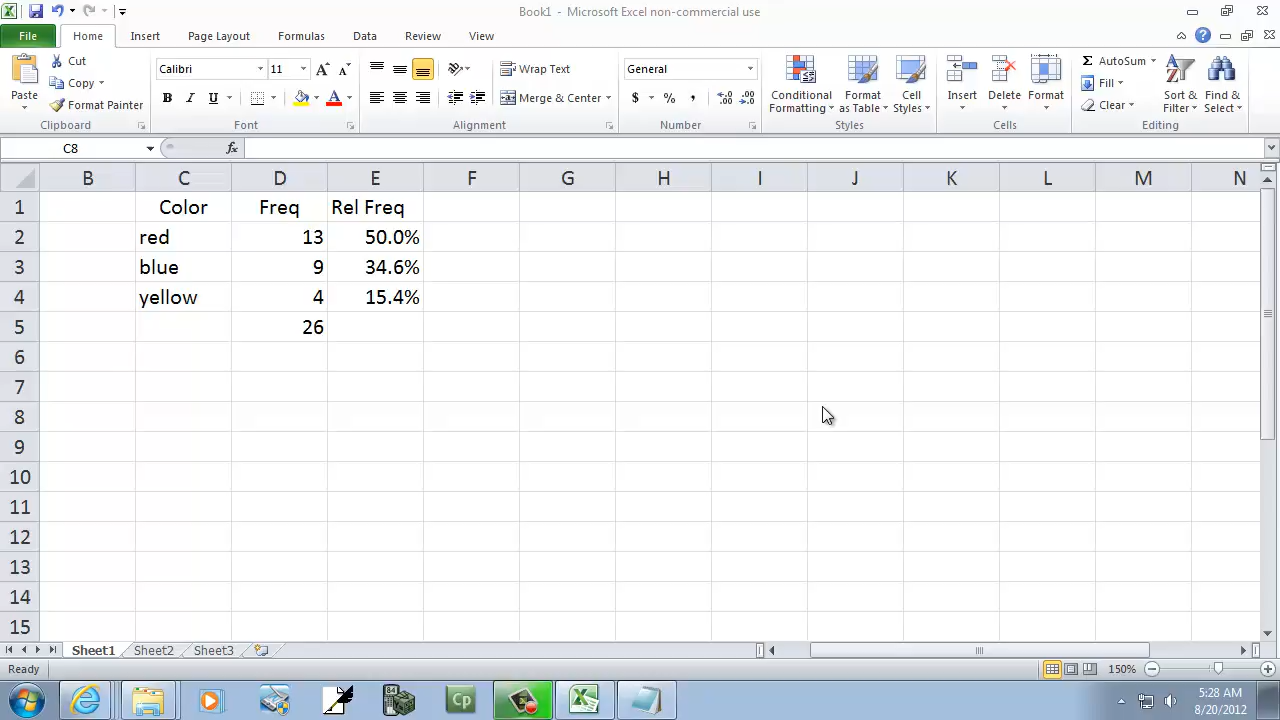 Book1 - Microsoft Excel non-commercial use
File Home Insert Page Layout Formulas Data Review View
Paste
Cut
Copy
Format Painter
Clipboard
Calibri 11
B I U
Font
Wrap Text
Merge & Center
Alignment
General
$ % ,
Number
Conditional Formatting
Format as Table
Cell Styles
Styles
Insert Delete Format
Cells
AutoSum
Fill
Clear
Sort & Filter
Find & Select
Editing
C8 fx
B C D E F G H I J K L M N
1 Color Freq Rel Freq
2 red 13 50.0%
3 blue 9 34.6%
4 yellow 4 15.4%
5 26
6
7
8
9
10
11
12
13
14
15
Sheet1 Sheet2 Sheet3
Ready 150%
Cp
5:28 AM
8/20/2012